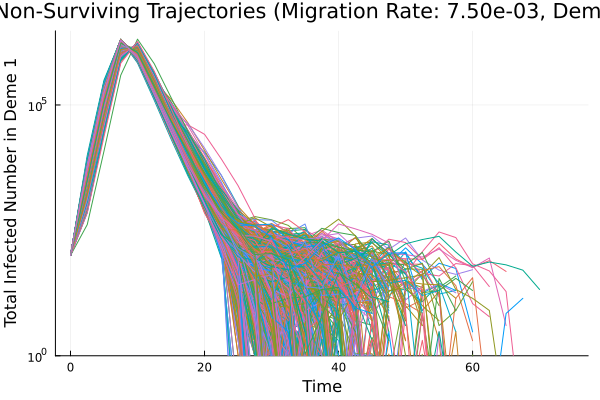 Non-Surviving Trajectories (Migration Rate: 7.50e-03, Dem
Total Infected Number in Deme 1
10^5
10^0
0 20 40 60
Time